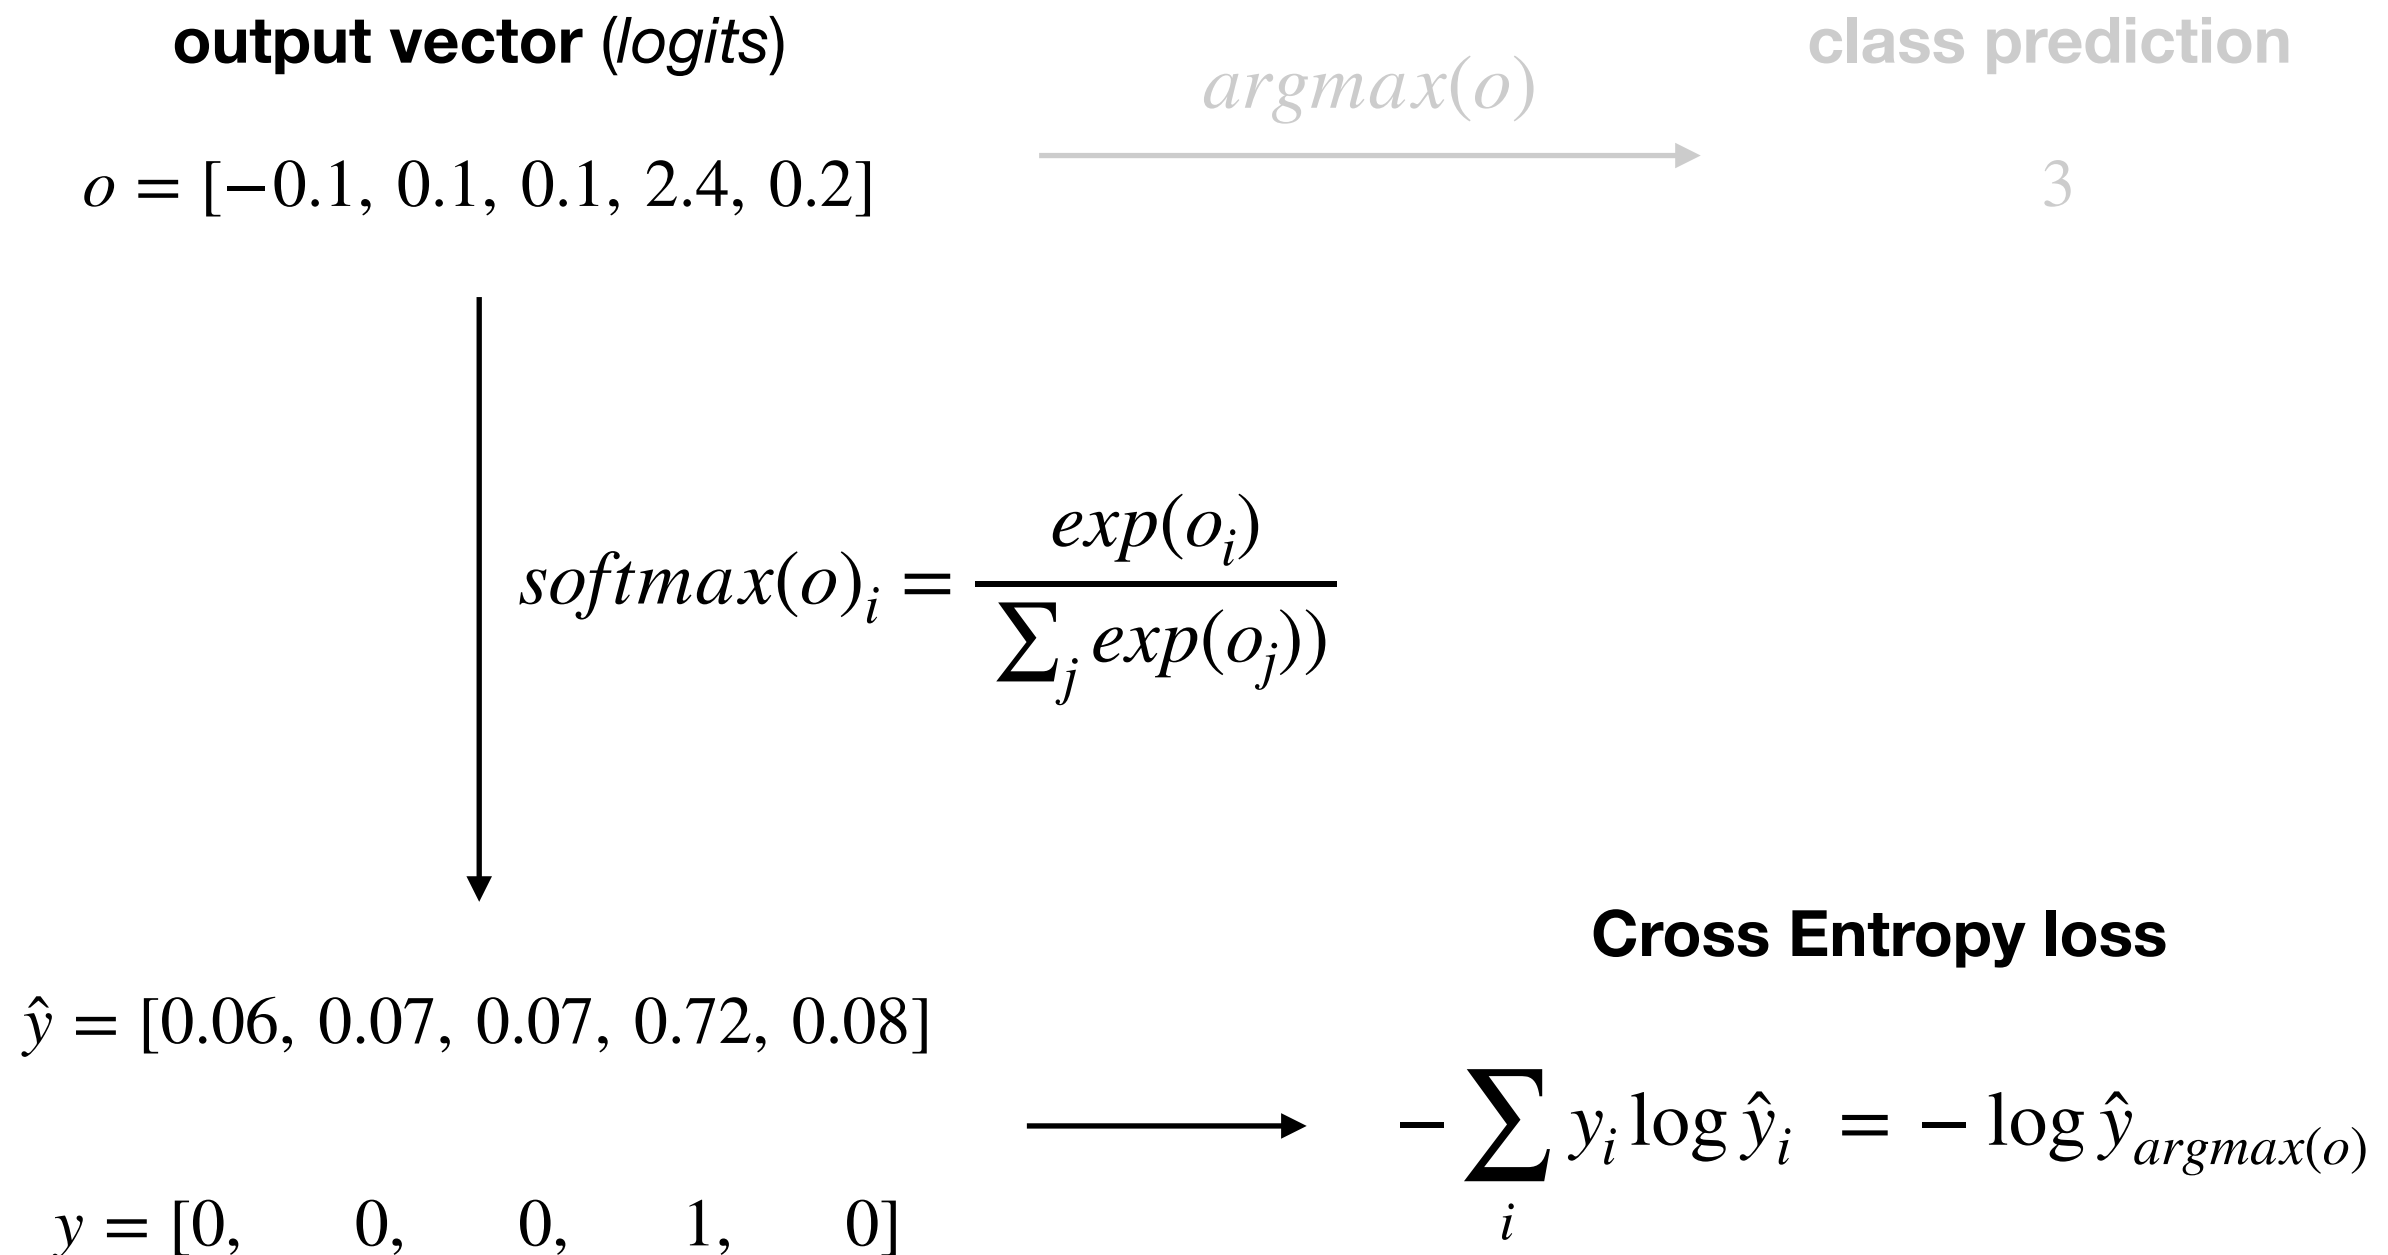 output vector (logits)
argmax(o)
class prediction
o = [−0.1, 0.1, 0.1, 2.4, 0.2]
3
softmax(o)_i = exp(o_i) / ∑_j exp(o_j))
Cross Entropy loss
ŷ = [0.06, 0.07, 0.07, 0.72, 0.08]
− ∑_i y_i log ŷ_i = − log ŷ_argmax(o)
y = [0, 0, 0, 1, 0]